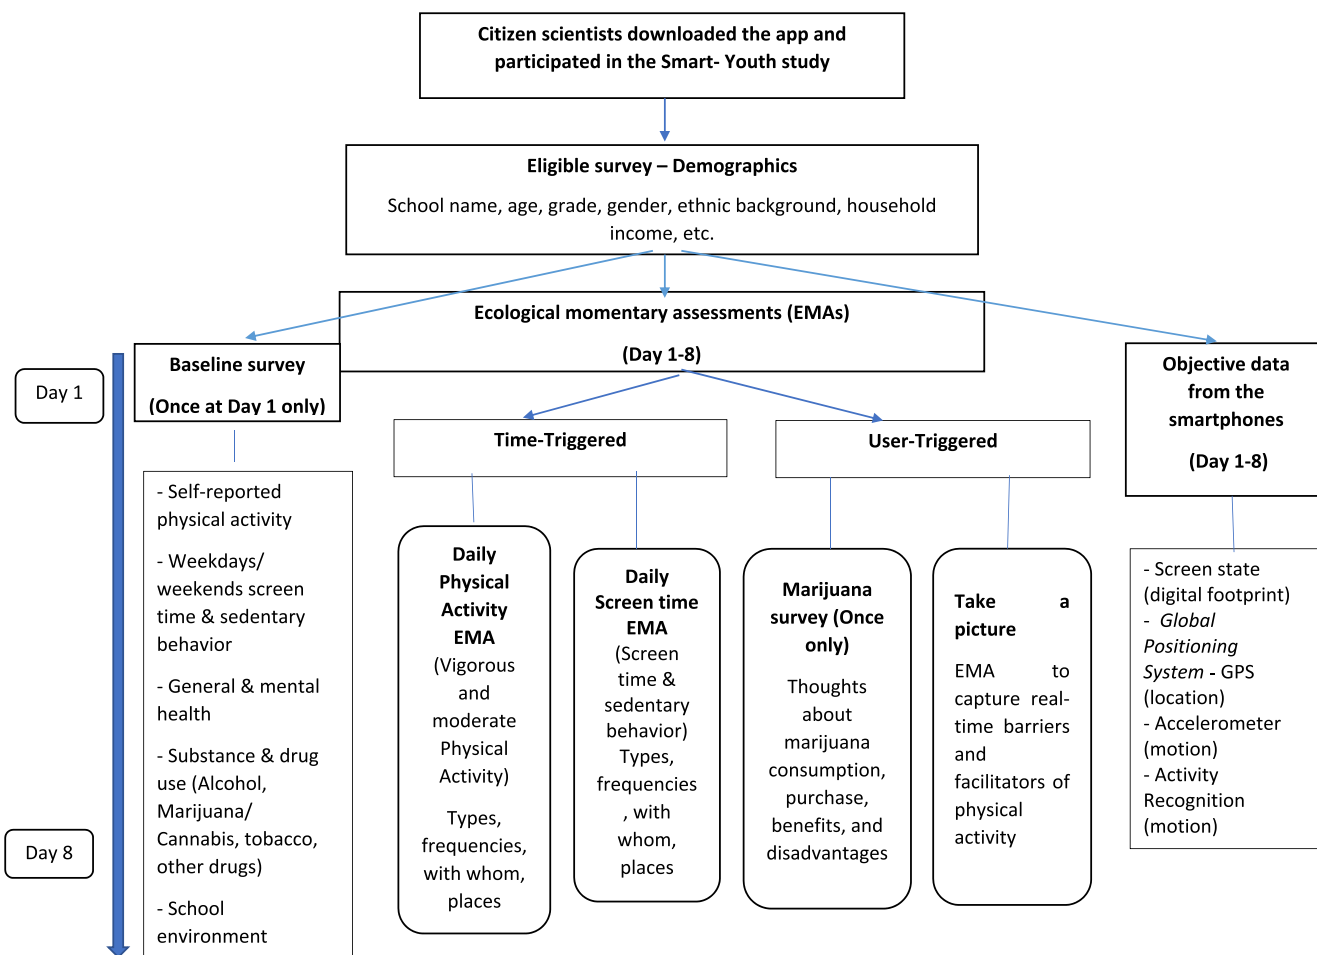 Citizen scientists downloaded the app and
participated in the Smart- Youth study
Eligible survey – Demographics
School name, age, grade, gender, ethnic background, household
income, etc.
Ecological momentary assessments (EMAs)
(Day 1-8)
Day 1
Baseline survey
(Once at Day 1 only)
Objective data
from the
smartphones
(Day 1-8)
Time-Triggered
User-Triggered
- Self-reported
physical activity
- Weekdays/
weekends screen
time & sedentary
behavior
- General & mental
health
- Substance & drug
use (Alcohol,
Marijuana/
Cannabis, tobacco,
other drugs)
- School
environment
Daily
Physical
Activity
EMA
(Vigorous
and
moderate
Physical
Activity)
Types,
frequencies,
with whom,
places
Daily
Screen time
EMA
(Screen
time &
sedentary
behavior)
Types,
frequencies
, with
whom,
places
Marijuana
survey (Once
only)
Thoughts
about
marijuana
consumption,
purchase,
benefits, and
disadvantages
Take a
picture
EMA to
capture real-
time barriers
and
facilitators of
physical
activity
- Screen state
(digital footprint)
- Global
Positioning
System - GPS
(location)
- Accelerometer
(motion)
- Activity
Recognition
(motion)
Day 8